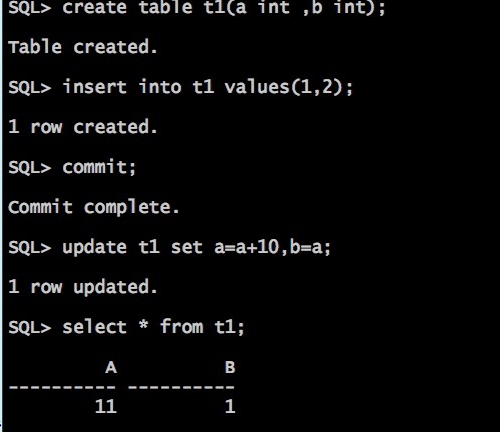 SQL> create table t1(a int ,b int);
Table created.
SQL> insert into t1 values(1,2);
1 row created.
SQL> commit;
Commit complete.
SQL> update t1 set a=a+10,b=a;
1 row updated.
SQL> select * from t1;
A B
---------- ----------
11 1